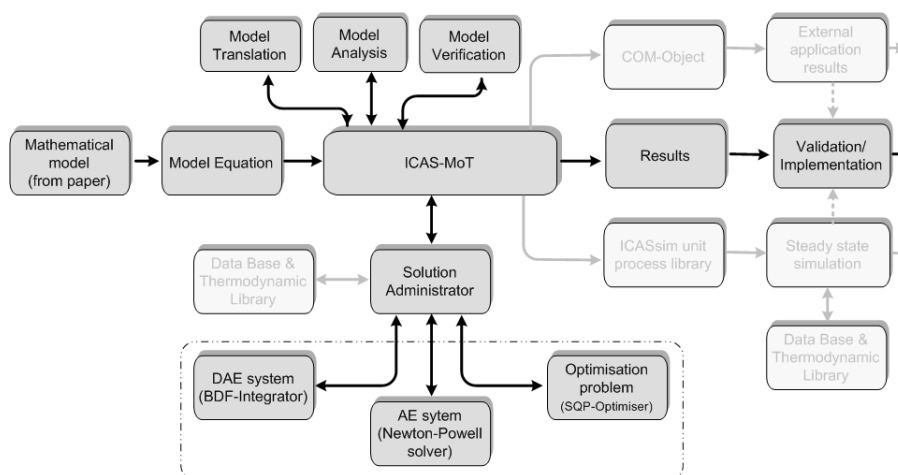 Model
Translation
Model
Analysis
Model
Verification
COM-Object
External
application
results
Mathematical
model
(from paper)
Model Equation
ICAS-MoT
Results
Validation/
Implementation
Data Base &
Thermodynamic
Library
Solution
Administrator
ICASsim unit
process library
Steady state
simulation
Data Base &
Thermodynamic
Library
DAE system
(BDF-Integrator)
AE sytem
(Newton-Powell
solver)
Optimisation
problem
(SQP-Optimiser)